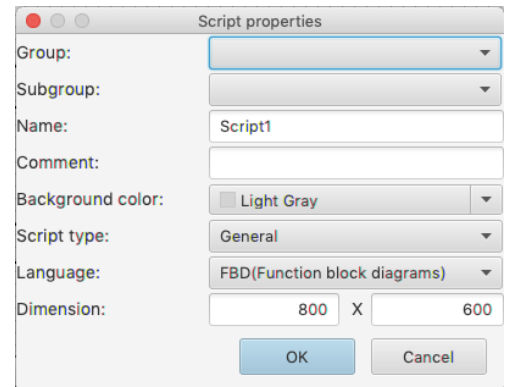 Script properties
Group:
Subgroup:
Name: Script1
Comment:
Background color: Light Gray
Script type: General
Language: FBD(Function block diagrams)
Dimension: 800 X 600
OK Cancel